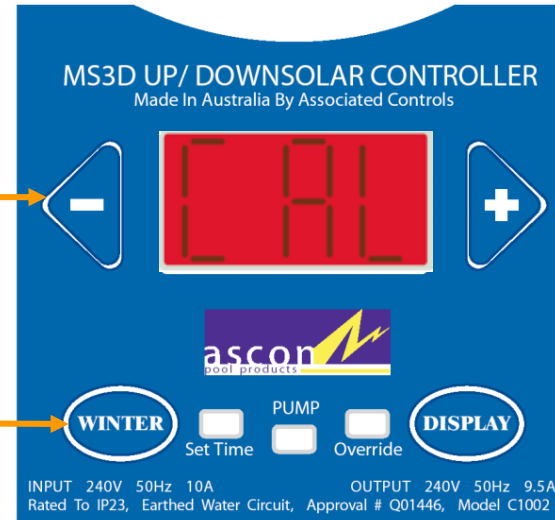 MS3D UP/ DOWNSOLAR CONTROLLER
Made In Australia By Associated Controls
-
CAL
+
ascon
pool products
WINTER
Set Time
PUMP
Override
DISPLAY
INPUT 240V 50Hz 10A OUTPUT 240V 50Hz 9.5A
Rated To IP23, Earthed Water Circuit, Approval # Q01446, Model C1002